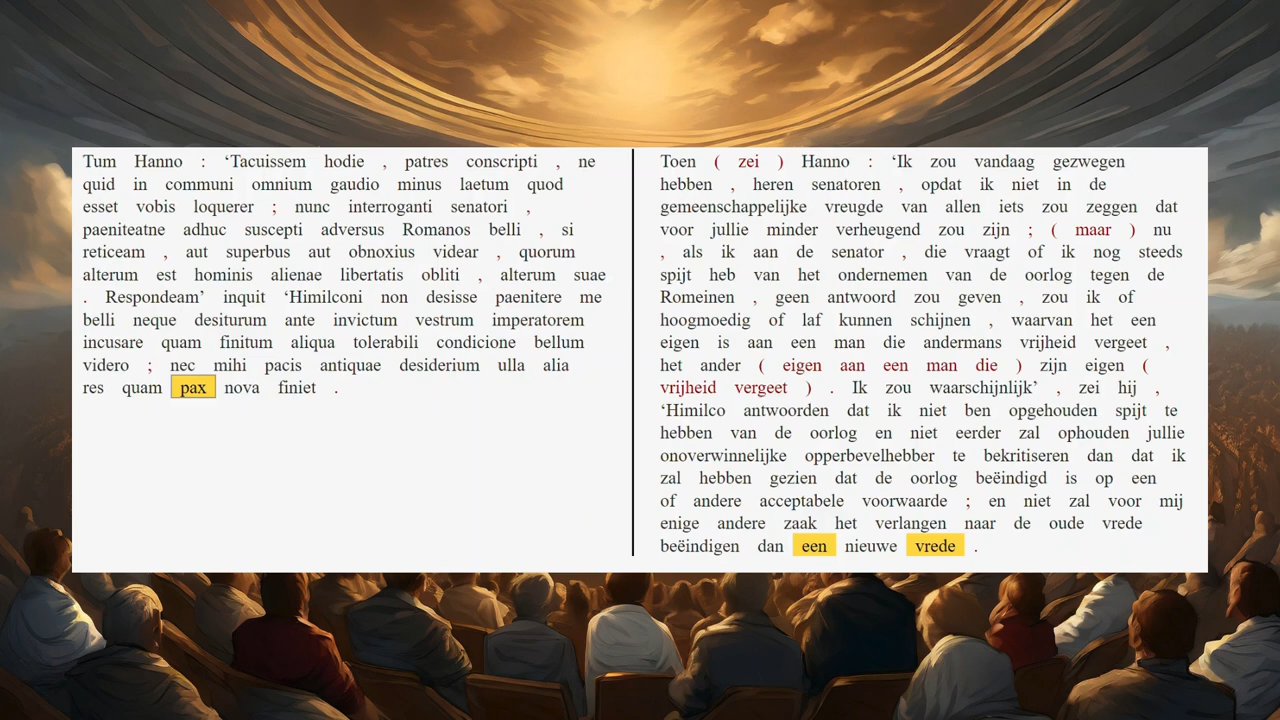 Tum Hanno : ‘Tacuissem hodie , patres conscripti , ne
quid in communi omnium gaudio minus laetum quod
esset vobis loquerer ; nunc interroganti senatori ,
paeniteatne adhuc suscepti adversus Romanos belli , si
reticeam , aut superbus aut obnoxius videar , quorum
alterum est hominis alienae libertatis obliti , alterum suae
. Respondeam’ inquit ‘Himilconi non desisse paenitere me
belli neque desiturum ante invictum vestrum imperatorem
incusare quam finitum aliqua tolerabili condicione bellum
videro ; nec mihi pacis antiquae desiderium ulla alia
res quam pax nova finiet .
Toen ( zei ) Hanno : ‘Ik zou vandaag gezwegen
hebben , heren senatoren , opdat ik niet in de
gemeenschappelijke vreugde van allen iets zou zeggen dat
voor jullie minder verheugend zou zijn ; ( maar ) nu
, als ik aan de senator , die vraagt of ik nog steeds
spijt heb van het ondernemen van de oorlog tegen de
Romeinen , geen antwoord zou geven , zou ik of
hoogmoedig of laf kunnen schijnen , waarvan het een
eigen is aan een man die andermans vrijheid vergeet ,
het ander ( eigen aan een man die ) zijn eigen (
vrijheid vergeet ) . Ik zou waarschijnlijk’ , zei hij ,
‘Himilco antwoorden dat ik niet ben opgehouden spijt te
hebben van de oorlog en niet eerder zal ophouden jullie
onoverwinnelijke opperbevelhebber te bekritiseren dan dat ik
zal hebben gezien dat de oorlog beëindigd is op een
of andere acceptabele voorwaarde ; en niet zal voor mij
enige andere zaak het verlangen naar de oude vrede
beëindigen dan een nieuwe vrede .